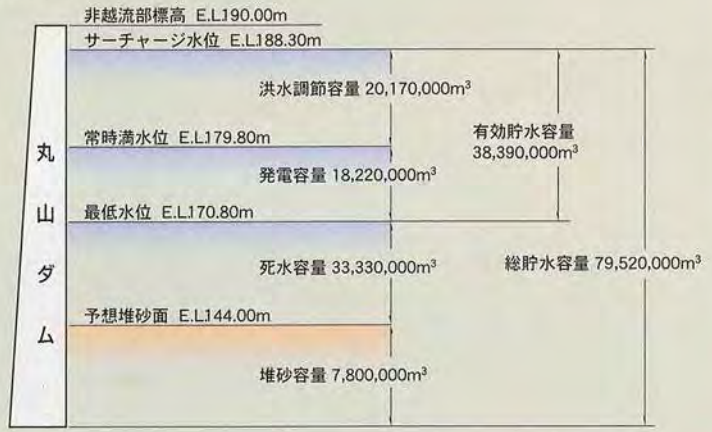 非越流部標高 E.L.190.00m
サーチャージ水位 E.L.188.30m
洪水調節容量 20,170,000m³
有効貯水容量
38,390,000m³
常時満水位 E.L.179.80m
発電容量 18,220,000m³
最低水位 E.L.170.80m
死水容量 33,330,000m³
総貯水容量 79,520,000m³
予想堆砂面 E.L.144.00m
堆砂容量 7,800,000m³
丸山ダム